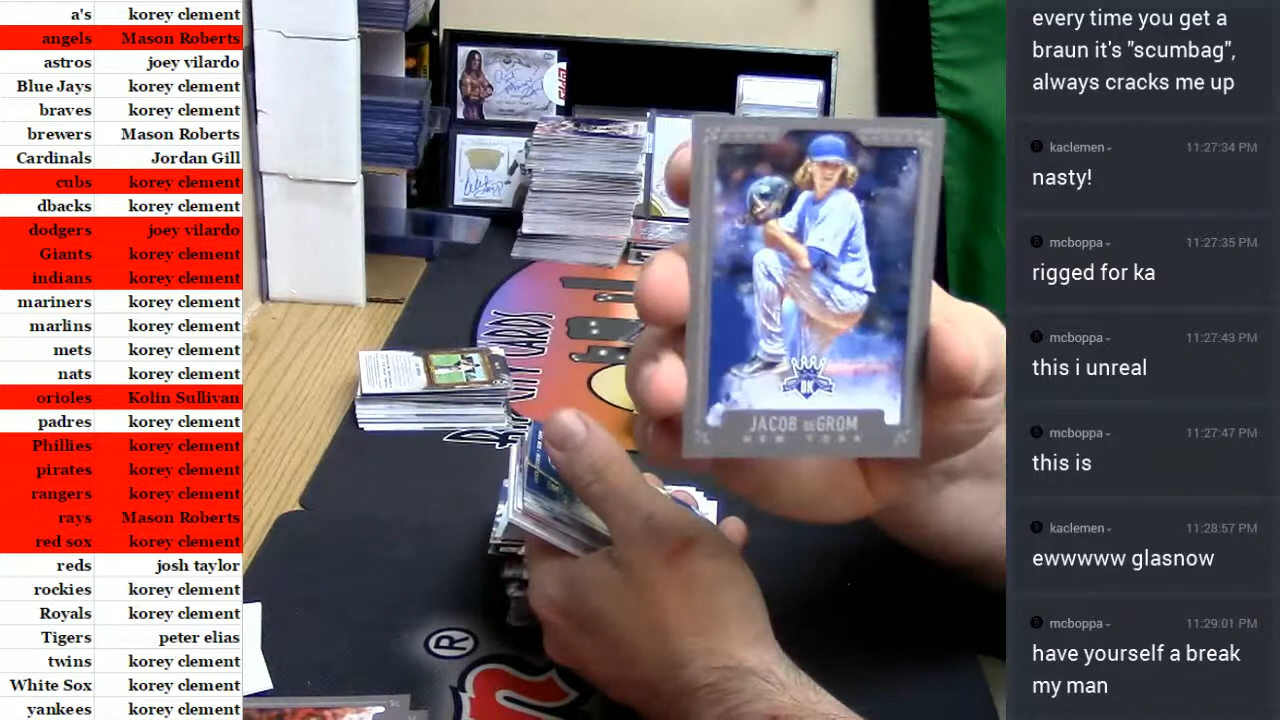 a's korey clement
angels Mason Roberts
astros joey vilardo
Blue Jays korey clement
braves korey clement
brewers Mason Roberts
Cardinals Jordan Gill
cubs korey clement
dbacks korey clement
dodgers joey vilardo
Giants korey clement
indians korey clement
mariners korey clement
marlins korey clement
mets korey clement
nats korey clement
orioles Kolin Sullivan
padres korey clement
Phillies korey clement
pirates korey clement
rangers korey clement
rays Mason Roberts
red sox korey clement
reds josh taylor
rockies korey clement
Royals korey clement
Tigers peter elias
twins korey clement
White Sox korey clement
yankees korey clement
CARDS
DK
JACOB DEGROM
NEW YORK
®
every time you get a
braun it's "scumbag",
always cracks me up
kaclemen 11:27:34 PM
nasty!
mcboppa 11:27:35 PM
rigged for ka
mcboppa 11:27:43 PM
this i unreal
mcboppa 11:27:47 PM
this is
kaclemen 11:28:57 PM
ewwwww glasnow
mcboppa 11:29:01 PM
have yourself a break
my man